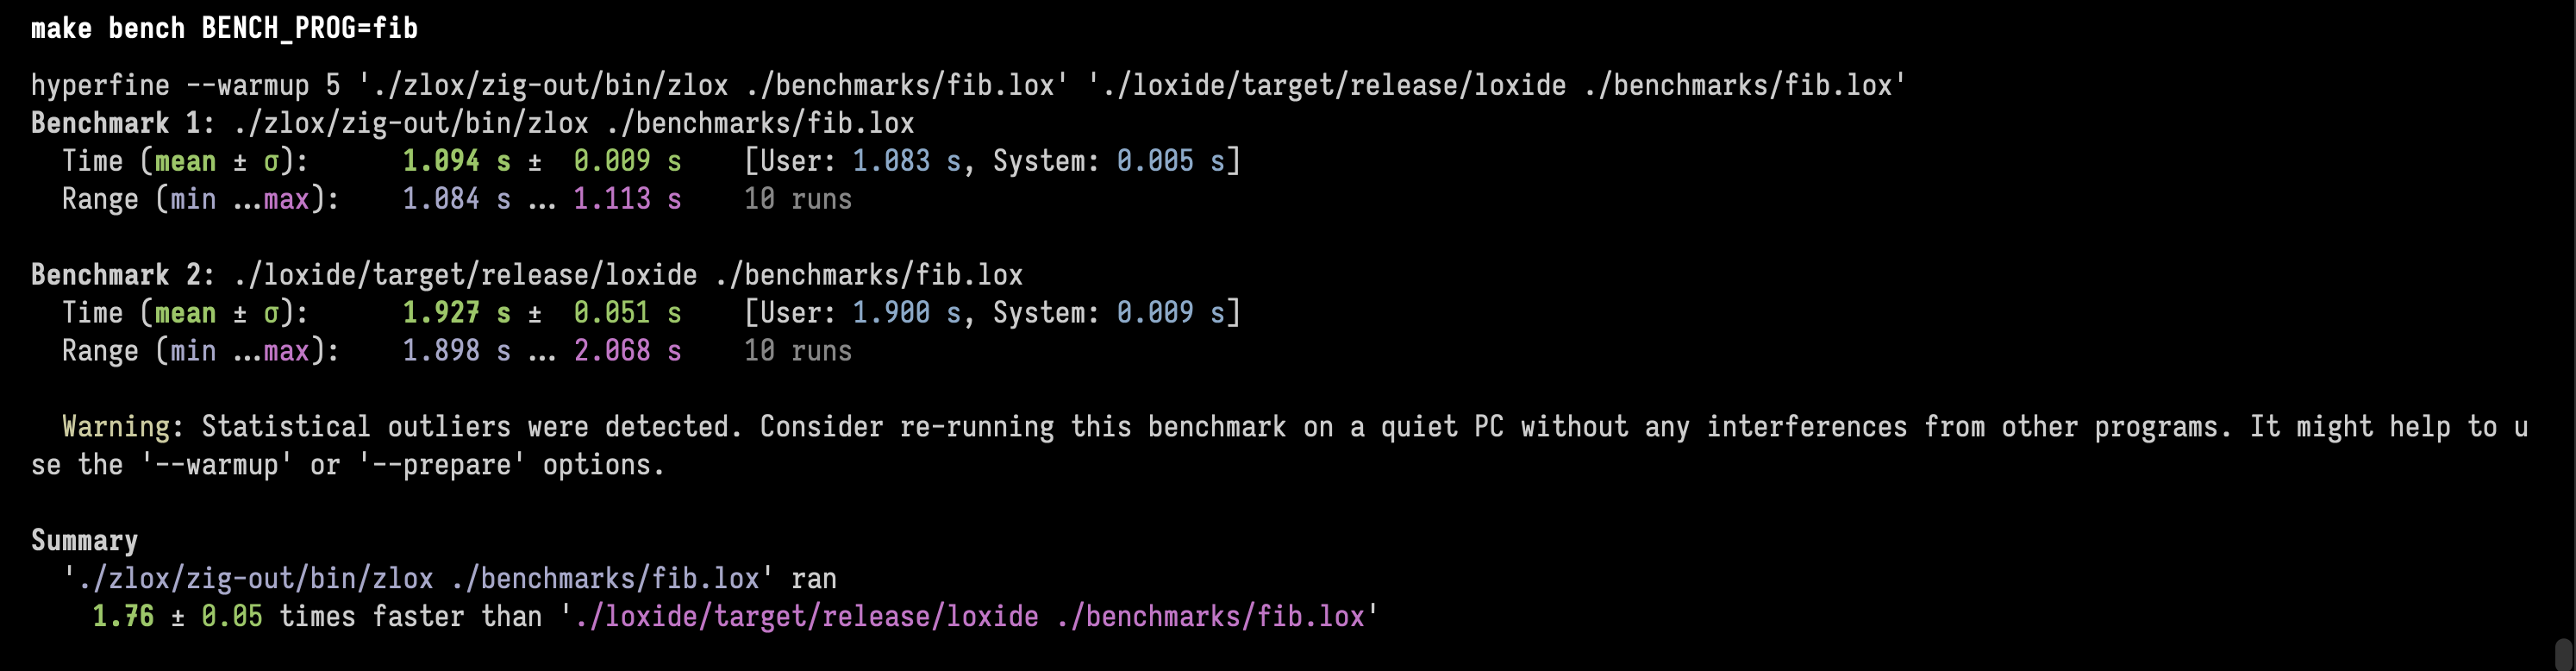 make bench BENCH_PROG=fib
hyperfine --warmup 5 './zlox/zig-out/bin/zlox ./benchmarks/fib.lox' './loxide/target/release/loxide ./benchmarks/fib.lox'
Benchmark 1: ./zlox/zig-out/bin/zlox ./benchmarks/fib.lox
  Time (mean ± σ):      1.094 s ±  0.009 s    [User: 1.083 s, System: 0.005 s]
  Range (min …max):    1.084 s … 1.113 s    10 runs
Benchmark 2: ./loxide/target/release/loxide ./benchmarks/fib.lox
  Time (mean ± σ):      1.927 s ±  0.051 s    [User: 1.900 s, System: 0.009 s]
  Range (min …max):    1.898 s … 2.068 s    10 runs
  Warning: Statistical outliers were detected. Consider re-running this benchmark on a quiet PC without any interferences from other programs. It might help to u
se the '--warmup' or '--prepare' options.
Summary
  './zlox/zig-out/bin/zlox ./benchmarks/fib.lox' ran
    1.76 ± 0.05 times faster than './loxide/target/release/loxide ./benchmarks/fib.lox'